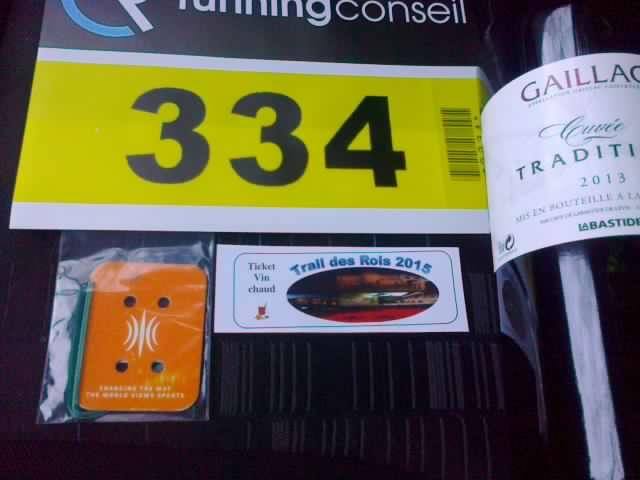 runningconseil
334
GAILLAC
Cuvée
TRADITI
2013
MIS EN BOUTEILLE A LA
LABASTIDE
Ticket
Vin
chaud
Trail des Rois 2015
CHANGING THE WAY
THE WORLD VIEWS SPORTS